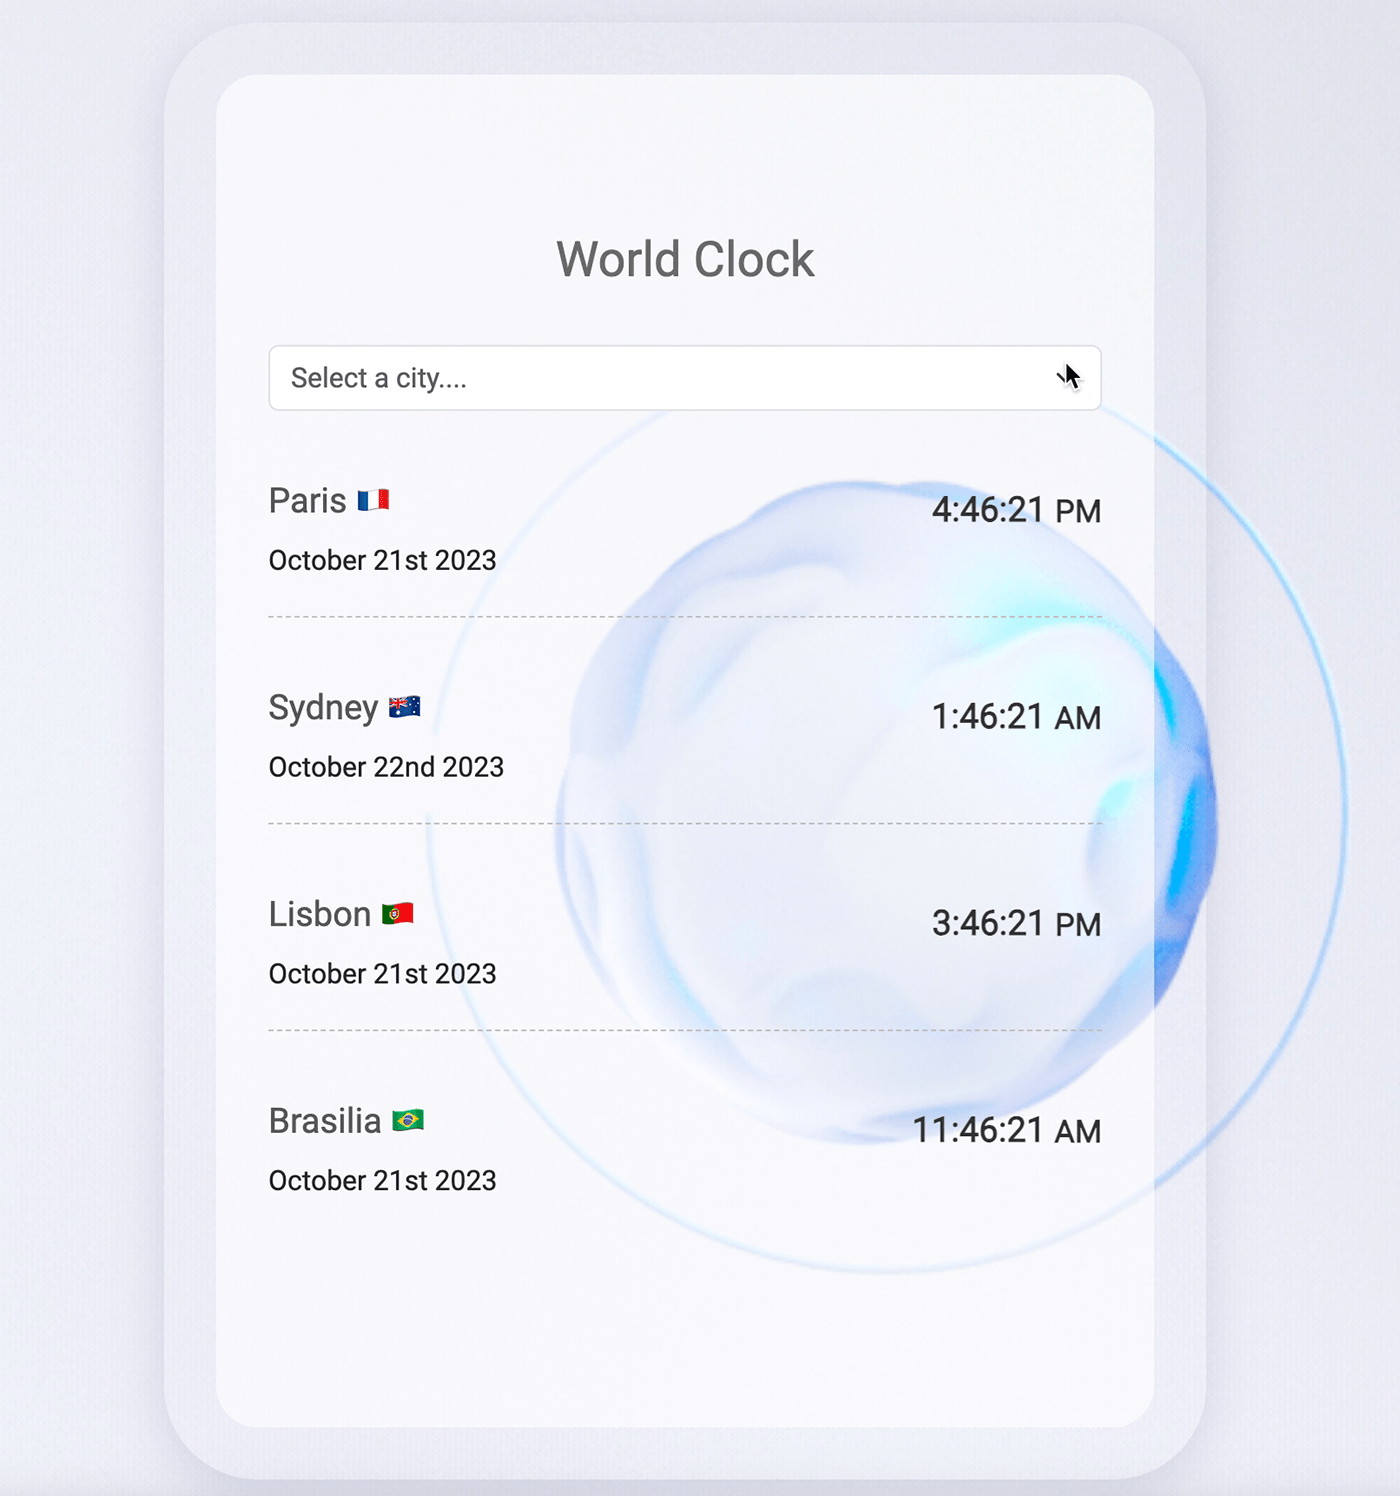 World Clock
Select a city....
Paris 🇫🇷
4:46:21 PM
October 21st 2023
Sydney 🇦🇺
1:46:21 AM
October 22nd 2023
Lisbon 🇵🇹
3:46:21 PM
October 21st 2023
Brasilia 🇧🇷
11:46:21 AM
October 21st 2023